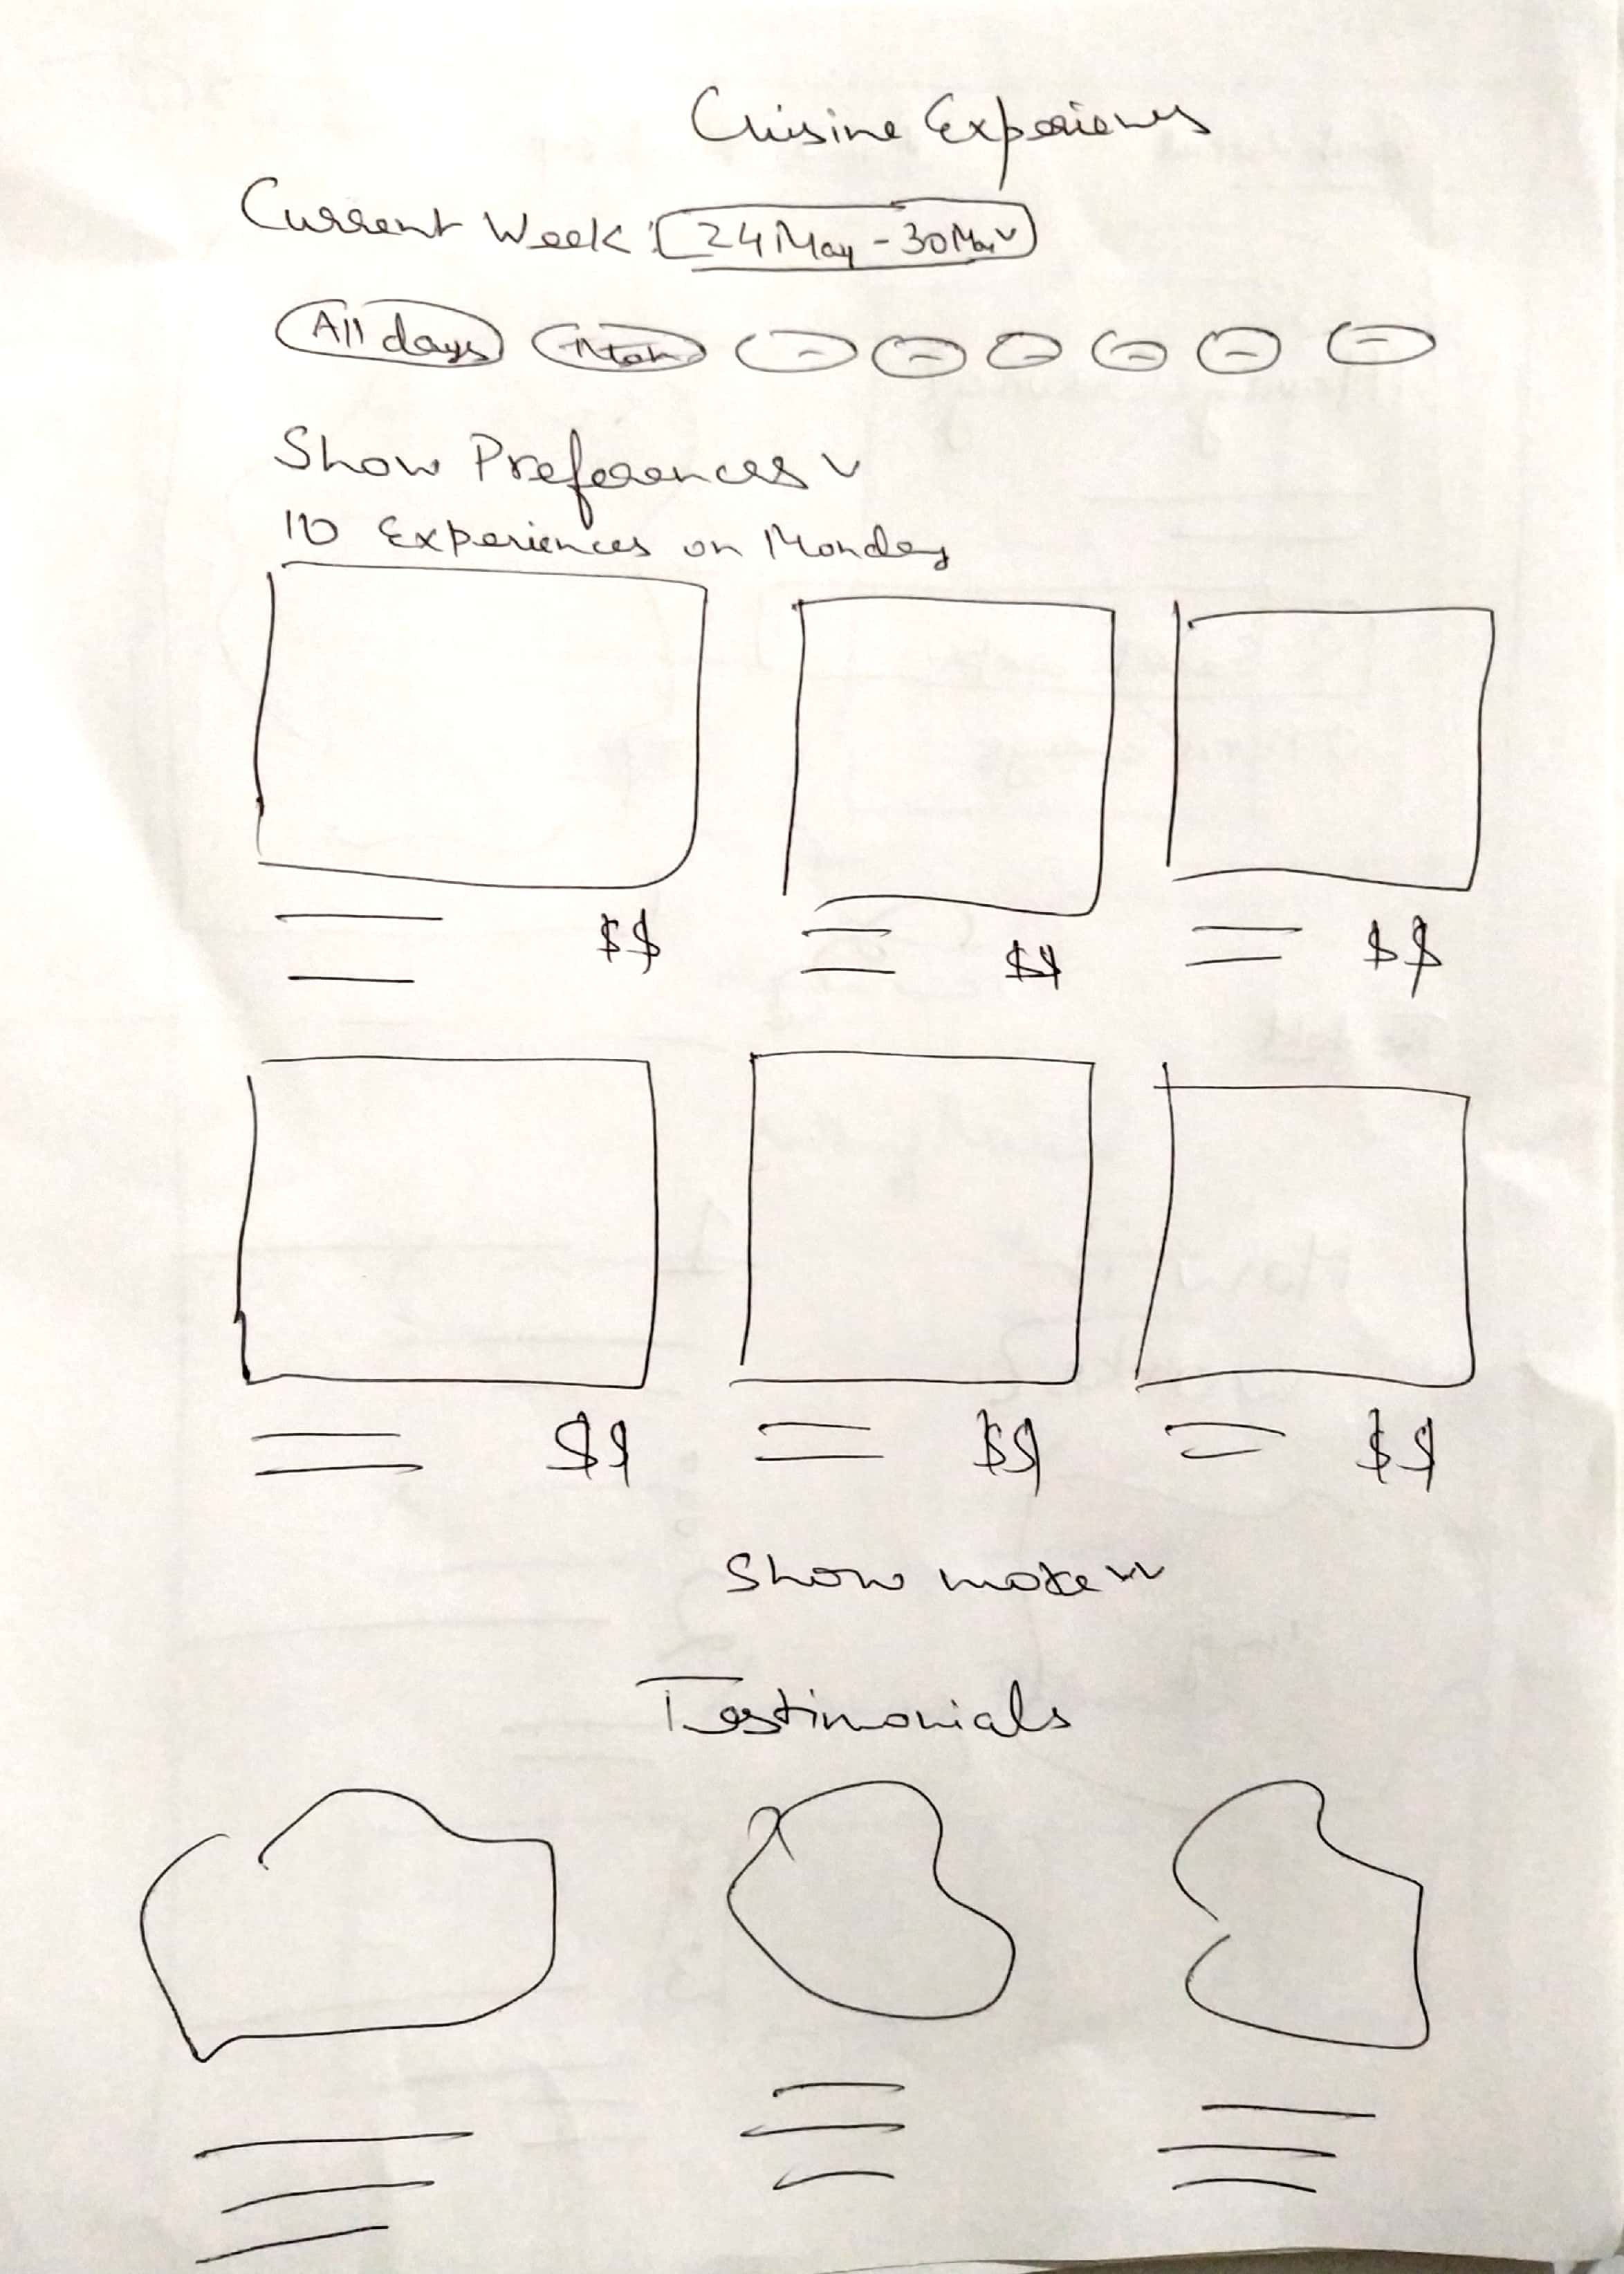 Cuisine Experiences
Current Week : 24 May - 30 May
All days Mon
Show Preferences
10 Experiences on Monday
$$ $$ $$
$$ $$ $$
Show more
Testimonials